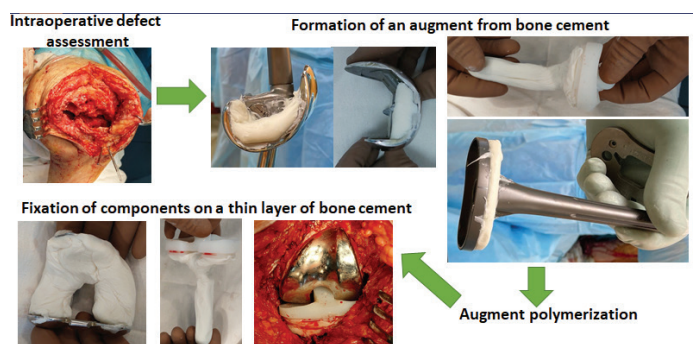 Intraoperative defect
assessment
Formation of an augment from bone cement
Fixation of components on a thin layer of bone cement
Augment polymerization